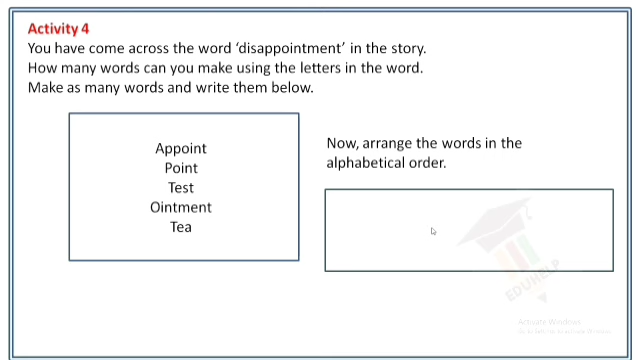 Activity 4
You have come across the word ‘disappointment’ in the story.
How many words can you make using the letters in the word.
Make as many words and write them below.
Appoint
Point
Test
Ointment
Tea
Now, arrange the words in the
alphabetical order.
EDUHELP
Activate Windows